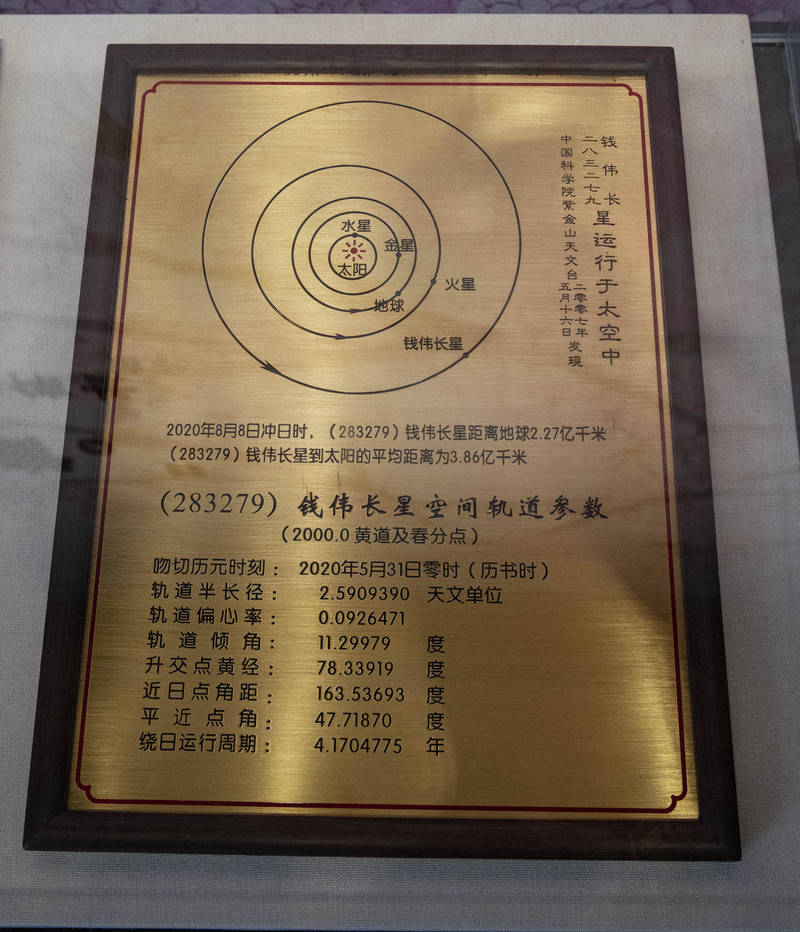 二八三二七九
钱伟长星运行于太空中
中国科学院紫金山天文台
二零零七年
五月十六日
发现
水星
金星
太阳
火星
地球
钱伟长星
2020年8月8日冲日时，（283279）钱伟长星距离地球2.27亿千米
（283279）钱伟长星到太阳的平均距离为3.86亿千米
（283279）钱伟长星空间轨道参数
（2000.0 黄道及春分点）
吻切历元时刻： 2020年5月31日零时（历书时）
轨道半长径： 2.5909390 天文单位
轨道偏心率： 0.0926471
轨道倾角： 11.29979 度
升交点黄经： 78.33919 度
近日点角距： 163.53693 度
平近点角： 47.71870 度
绕日运行周期： 4.1704775 年